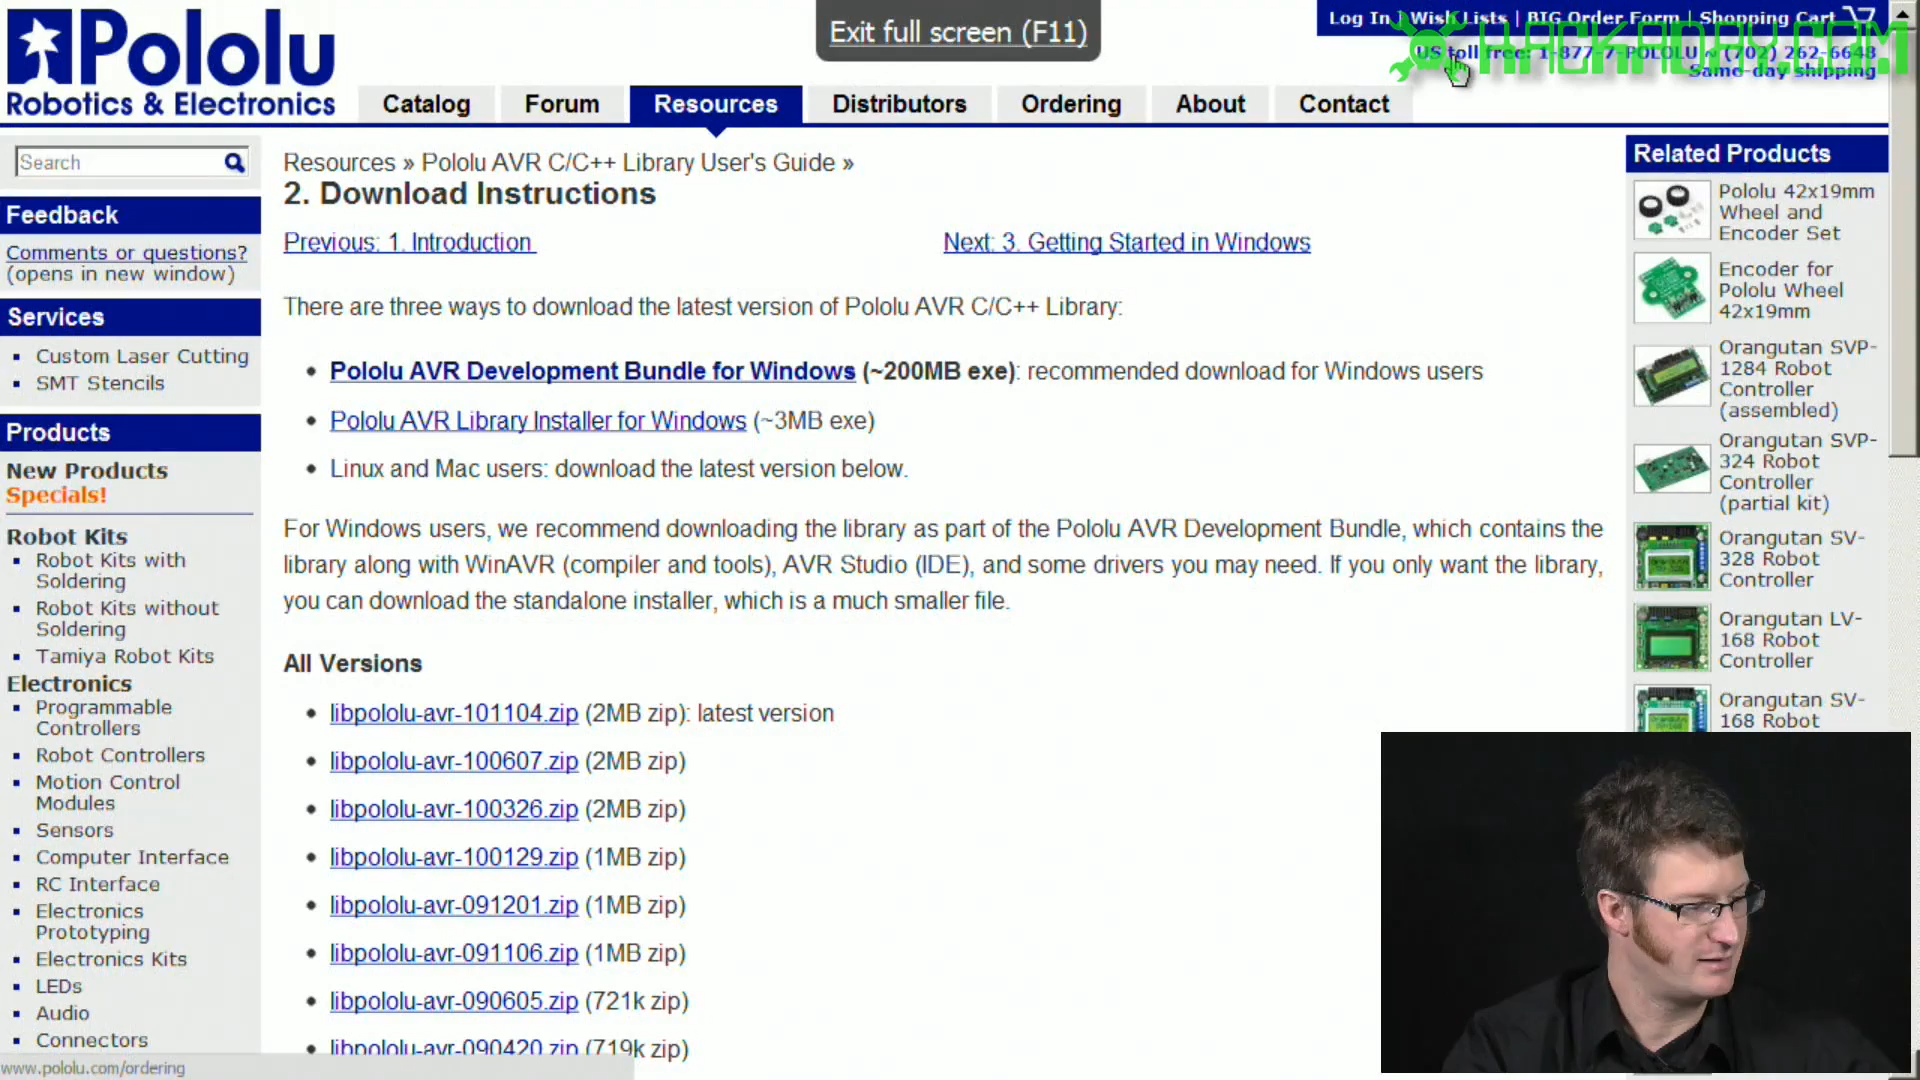 Pololu
Robotics & Electronics
Exit full screen (F11)
Log In | Wish Lists | BIG Order Form | Shopping Cart
US toll free: 1-877-7-POLOLU ~ (702) 262-6648
Same-day shipping
HACKADAY.COM
Catalog
Forum
Resources
Distributors
Ordering
About
Contact
Search
Feedback
Comments or questions?
(opens in new window)
Services
Custom Laser Cutting
SMT Stencils
Products
New Products
Specials!
Robot Kits
Robot Kits with
Soldering
Robot Kits without
Soldering
Tamiya Robot Kits
Electronics
Programmable
Controllers
Robot Controllers
Motion Control
Modules
Sensors
Computer Interface
RC Interface
Electronics
Prototyping
Electronics Kits
LEDs
Audio
Connectors
www.pololu.com/ordering
Resources » Pololu AVR C/C++ Library User's Guide »
2. Download Instructions
Previous: 1. Introduction
Next: 3. Getting Started in Windows
There are three ways to download the latest version of Pololu AVR C/C++ Library:
• Pololu AVR Development Bundle for Windows (~200MB exe): recommended download for Windows users
• Pololu AVR Library Installer for Windows (~3MB exe)
• Linux and Mac users: download the latest version below.
For Windows users, we recommend downloading the library as part of the Pololu AVR Development Bundle, which contains the
library along with WinAVR (compiler and tools), AVR Studio (IDE), and some drivers you may need. If you only want the library,
you can download the standalone installer, which is a much smaller file.
All Versions
• libpololu-avr-101104.zip (2MB zip): latest version
• libpololu-avr-100607.zip (2MB zip)
• libpololu-avr-100326.zip (2MB zip)
• libpololu-avr-100129.zip (1MB zip)
• libpololu-avr-091201.zip (1MB zip)
• libpololu-avr-091106.zip (1MB zip)
• libpololu-avr-090605.zip (721k zip)
• libpololu-avr-090420.zip (719k zip)
Related Products
Pololu 42x19mm
Wheel and
Encoder Set
Encoder for
Pololu Wheel
42x19mm
Orangutan SVP-
1284 Robot
Controller
(assembled)
Orangutan SVP-
324 Robot
Controller
(partial kit)
Orangutan SV-
328 Robot
Controller
Orangutan LV-
168 Robot
Controller
Orangutan SV-
168 Robot